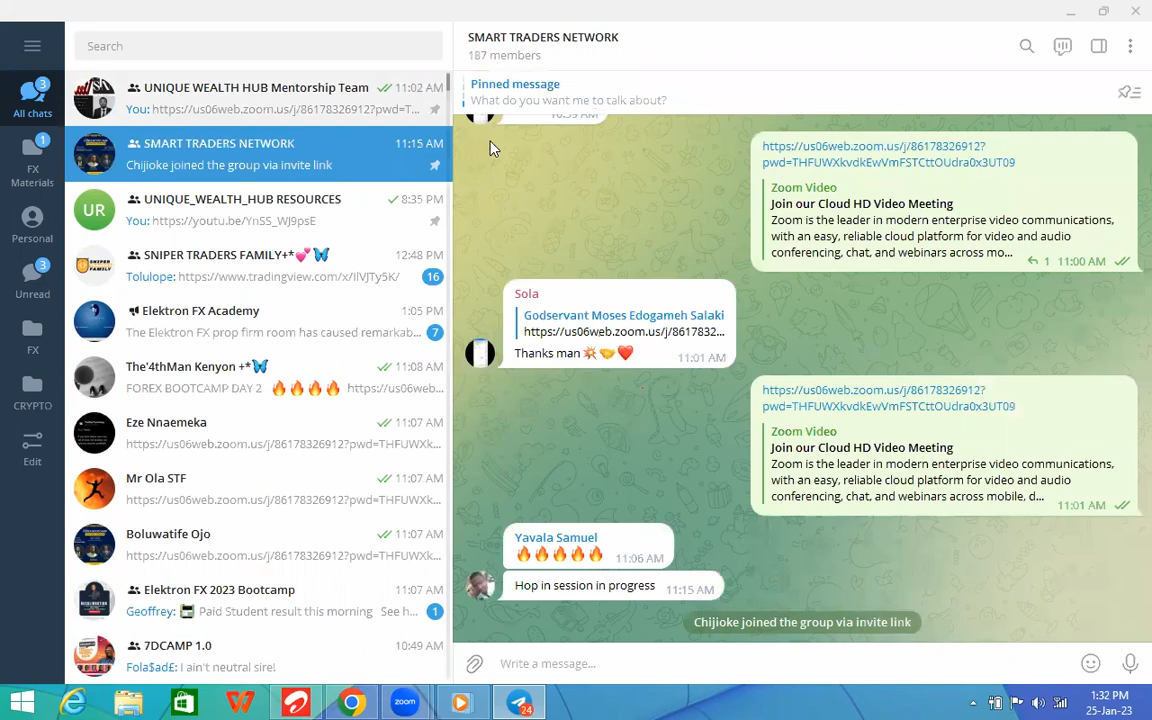 Search
3
All chats
1
FX
Materials
Personal
3
Unread
FX
CRYPTO
Edit
UNIQUE WEALTH HUB Mentorship Team 11:02 AM
You: https://us06web.zoom.us/j/86178326912?pwd=T...
SMART TRADERS NETWORK 11:15 AM
Chijioke joined the group via invite link
UR
UNIQUE_WEALTH_HUB RESOURCES 8:35 PM
You: https://youtu.be/YnSS_WJ9psE
SNIPER TRADERS FAMILY+*💕🦋 12:48 PM
Tolulope: https://www.tradingview.com/x/IlVJTy5K/ 16
Elektron FX Academy 1:05 PM
The Elektron FX prop firm room has caused remarkab... 7
The'4thMan Kenyon +*🦋 11:08 AM
FOREX BOOTCAMP DAY 2 🔥🔥🔥🔥 https://us06web...
Eze Nnaemeka 11:07 AM
https://us06web.zoom.us/j/86178326912?pwd=THFUWXk...
Mr Ola STF 11:07 AM
https://us06web.zoom.us/j/86178326912?pwd=THFUWXk...
Boluwatife Ojo 11:07 AM
https://us06web.zoom.us/j/86178326912?pwd=THFUWXk...
Elektron FX 2023 Bootcamp 11:07 AM
Geoffrey: Paid Student result this morning See h... 1
7DCAMP 1.0 10:49 AM
Fola$ad£: I ain't neutral sire!
SMART TRADERS NETWORK
187 members
Pinned message
What do you want me to talk about?
10:59 AM
https://us06web.zoom.us/j/86178326912?
pwd=THFUWXkvdkEwVmFSTCttOUdra0x3UT09
Zoom Video
Join our Cloud HD Video Meeting
Zoom is the leader in modern enterprise video communications,
with an easy, reliable cloud platform for video and audio
conferencing, chat, and webinars across mo... 1 11:00 AM
Sola
Godservant Moses Edogameh Salaki
https://us06web.zoom.us/j/8617832...
Thanks man 💥🤝❤️ 11:01 AM
https://us06web.zoom.us/j/86178326912?
pwd=THFUWXkvdkEwVmFSTCttOUdra0x3UT09
Zoom Video
Join our Cloud HD Video Meeting
Zoom is the leader in modern enterprise video communications,
with an easy, reliable cloud platform for video and audio
conferencing, chat, and webinars across mobile, d... 11:01 AM
Yavala Samuel
🔥🔥🔥🔥🔥 11:06 AM
Hop in session in progress 11:15 AM
Chijioke joined the group via invite link
Write a message...
zoom
24
1:32 PM
25-Jan-23